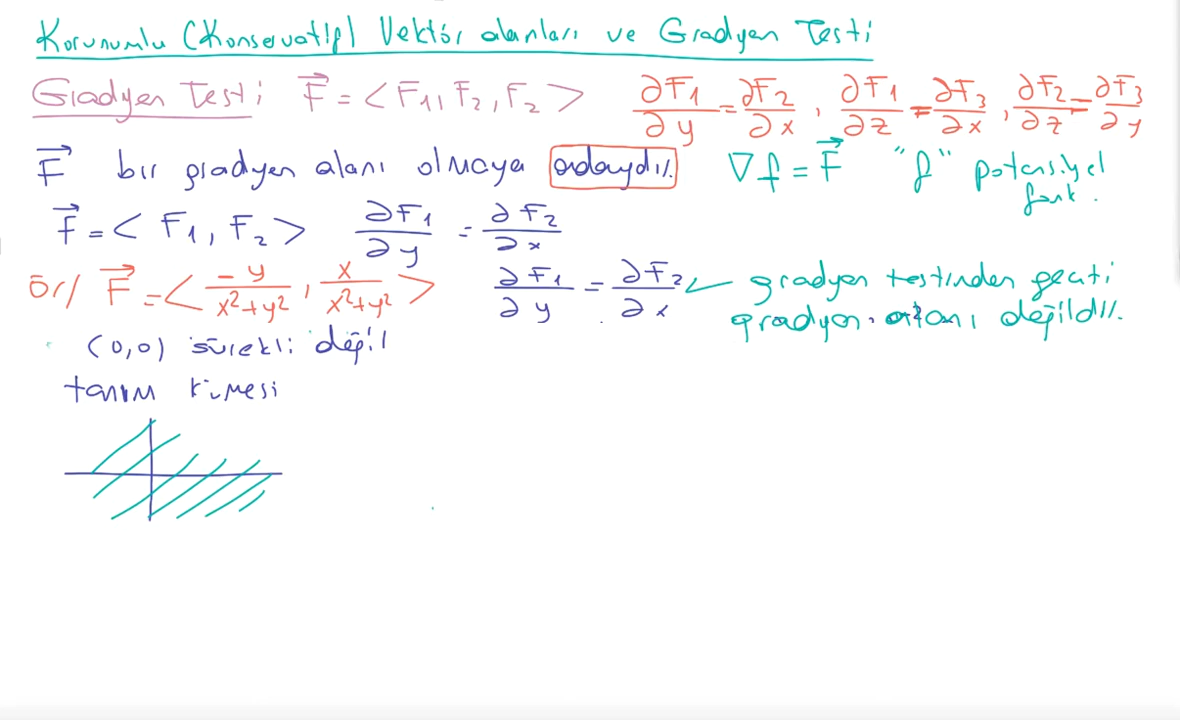 Korunumlu (Konservatif) Vektör alanları ve Gradyen Testi
Gradyen Testi: F⃗ = <F₁, F₂, F₂> ∂F₁/∂y = ∂F₂/∂x, ∂F₁/∂z = ∂F₃/∂x, ∂F₂/∂z = ∂F₃/∂y
F⃗ bir gradyen alanı olmaya adaydır. ∇f = F⃗ "f" potansiyel fonk.
F⃗ = <F₁, F₂> ∂F₁/∂y = ∂F₂/∂x
Ör/ F⃗ = <-y/x²+y², x/x²+y²> ∂F₁/∂y = ∂F₂/∂x ← gradyen testinden geçti
gradyen alanı değildir.
(0,0) sürekli değil
tanım kümesi